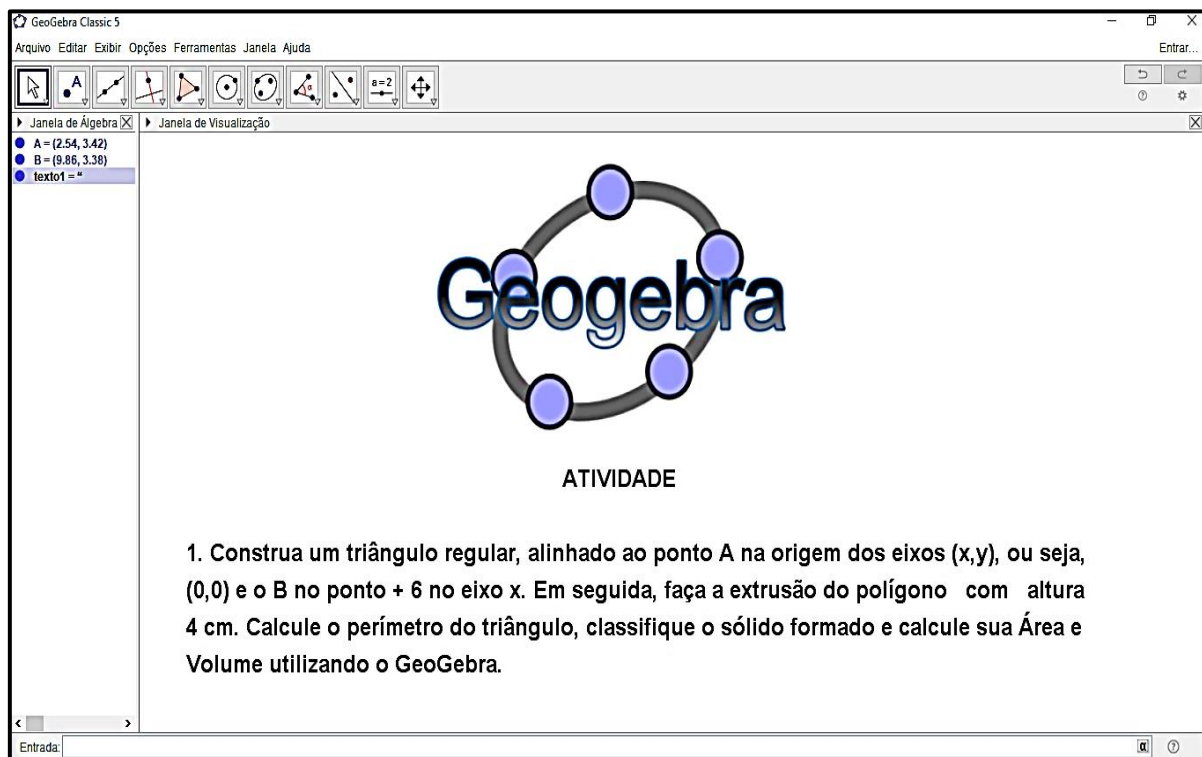 GeoGebra Classic 5
Arquivo Editar Exibir Opções Ferramentas Janela Ajuda
Entrar...
A
α
a=2
Janela de Álgebra
Janela de Visualização
A = (2.54, 3.42)
B = (9.86, 3.38)
texto1 = “
Geogebra
ATIVIDADE
1. Construa um triângulo regular, alinhado ao ponto A na origem dos eixos (x,y), ou seja,
(0,0) e o B no ponto + 6 no eixo x. Em seguida, faça a extrusão do polígono com altura
4 cm. Calcule o perímetro do triângulo, classifique o sólido formado e calcule sua Área e
Volume utilizando o GeoGebra.
Entrada:
α